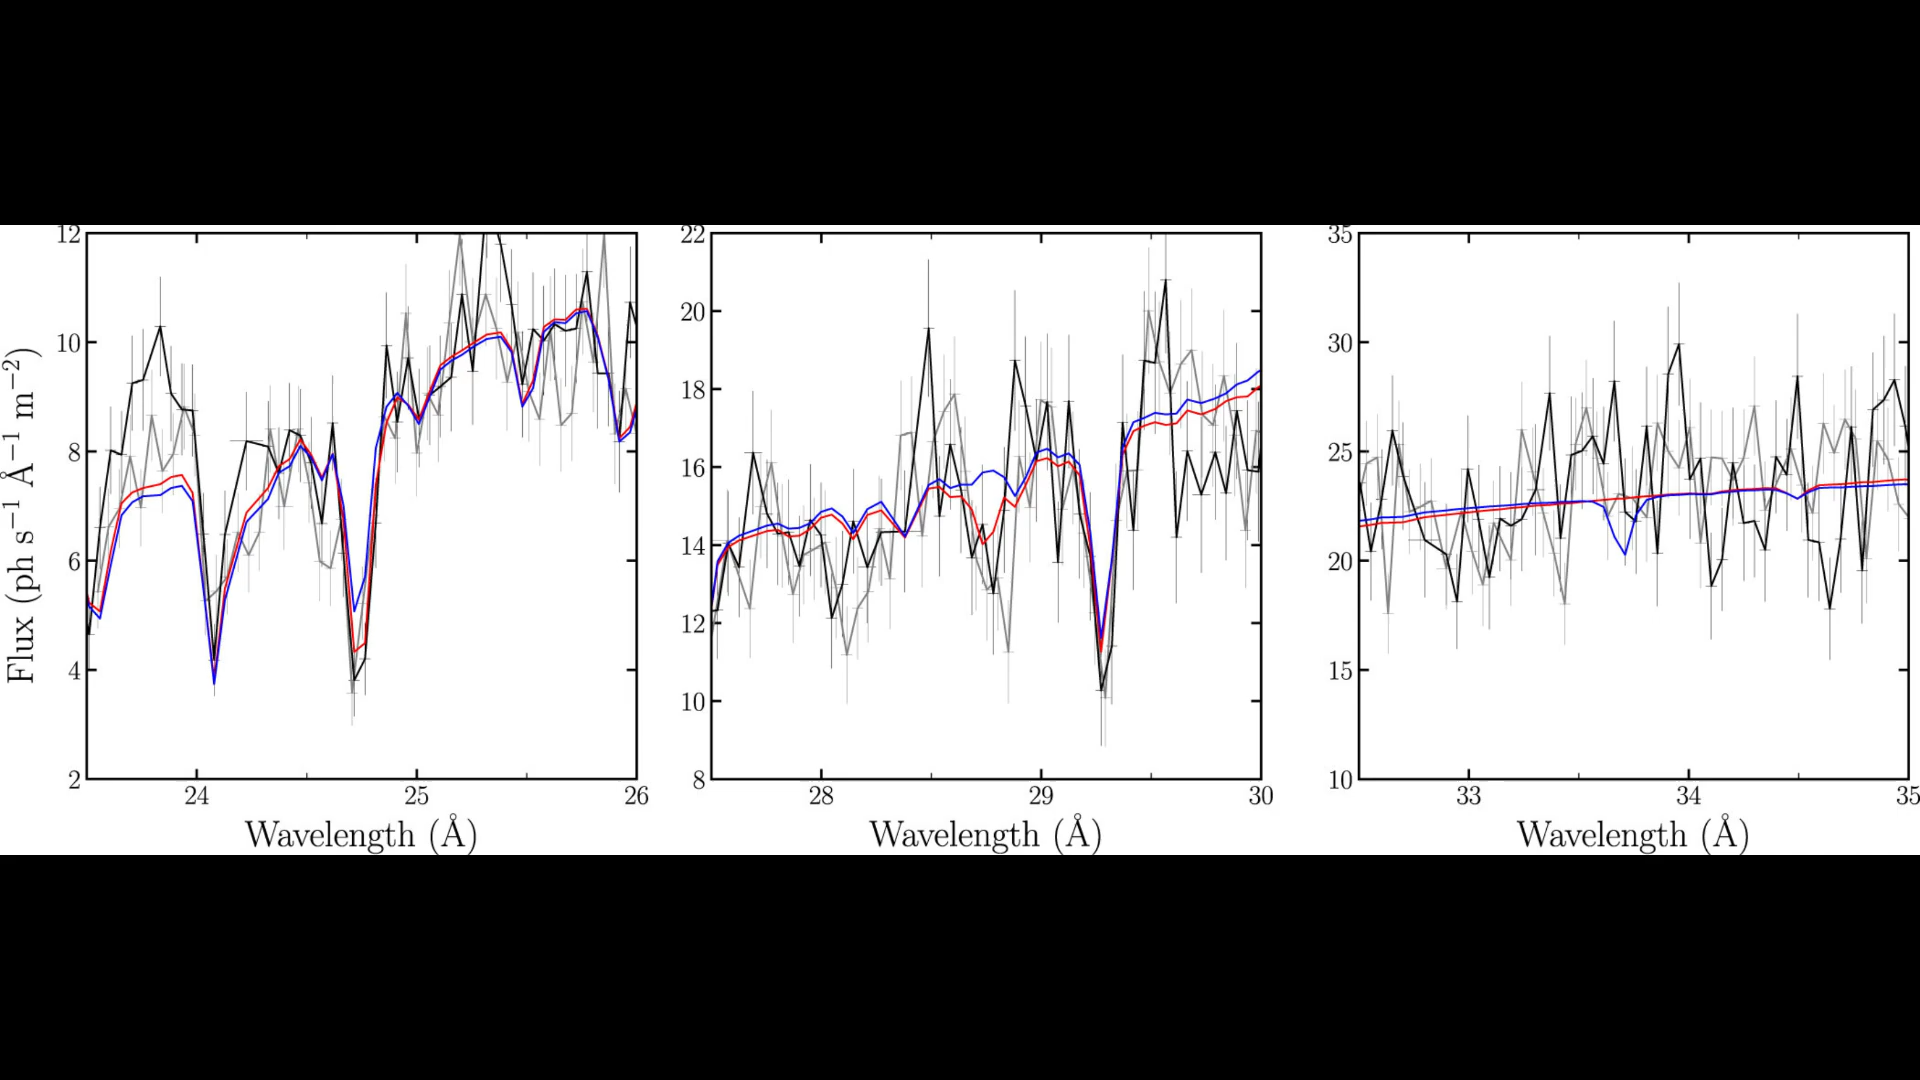 Flux (ph s⁻¹ Å⁻¹ m⁻²)
12
10
8
6
4
2
24 25 26
Wavelength (Å)
22
20
18
16
14
12
10
8
28 29 30
Wavelength (Å)
35
30
25
20
15
10
33 34 35
Wavelength (Å)